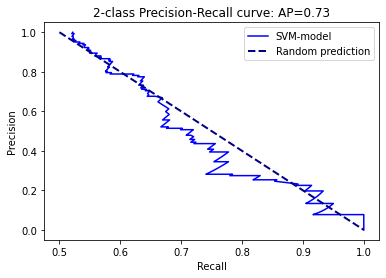 2-class Precision-Recall curve: AP=0.73
SVM-model
Random prediction
Precision
1.0
0.8
0.6
0.4
0.2
0.0
0.5
0.6
0.7
0.8
0.9
1.0
Recall